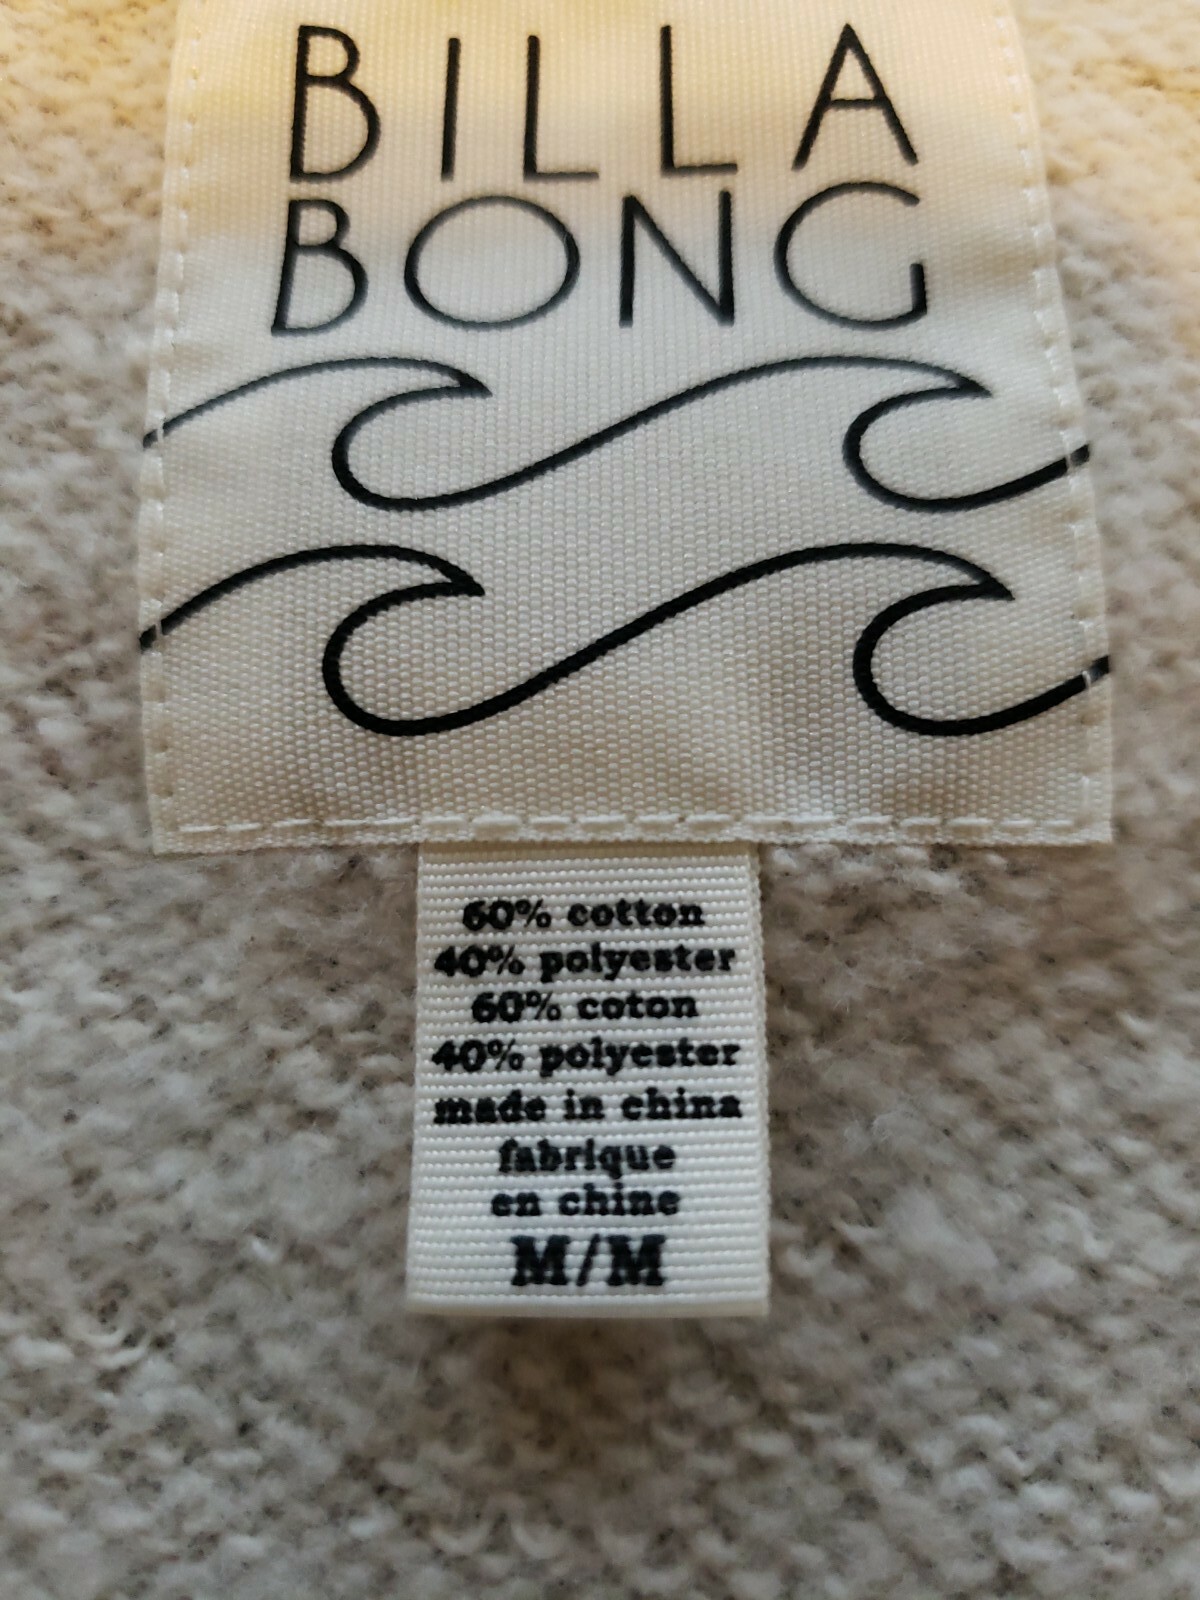 BILLA
BONG
60% cotton
40% polyester
60% coton
40% polyester
made in china
fabrique
en chine
M/M